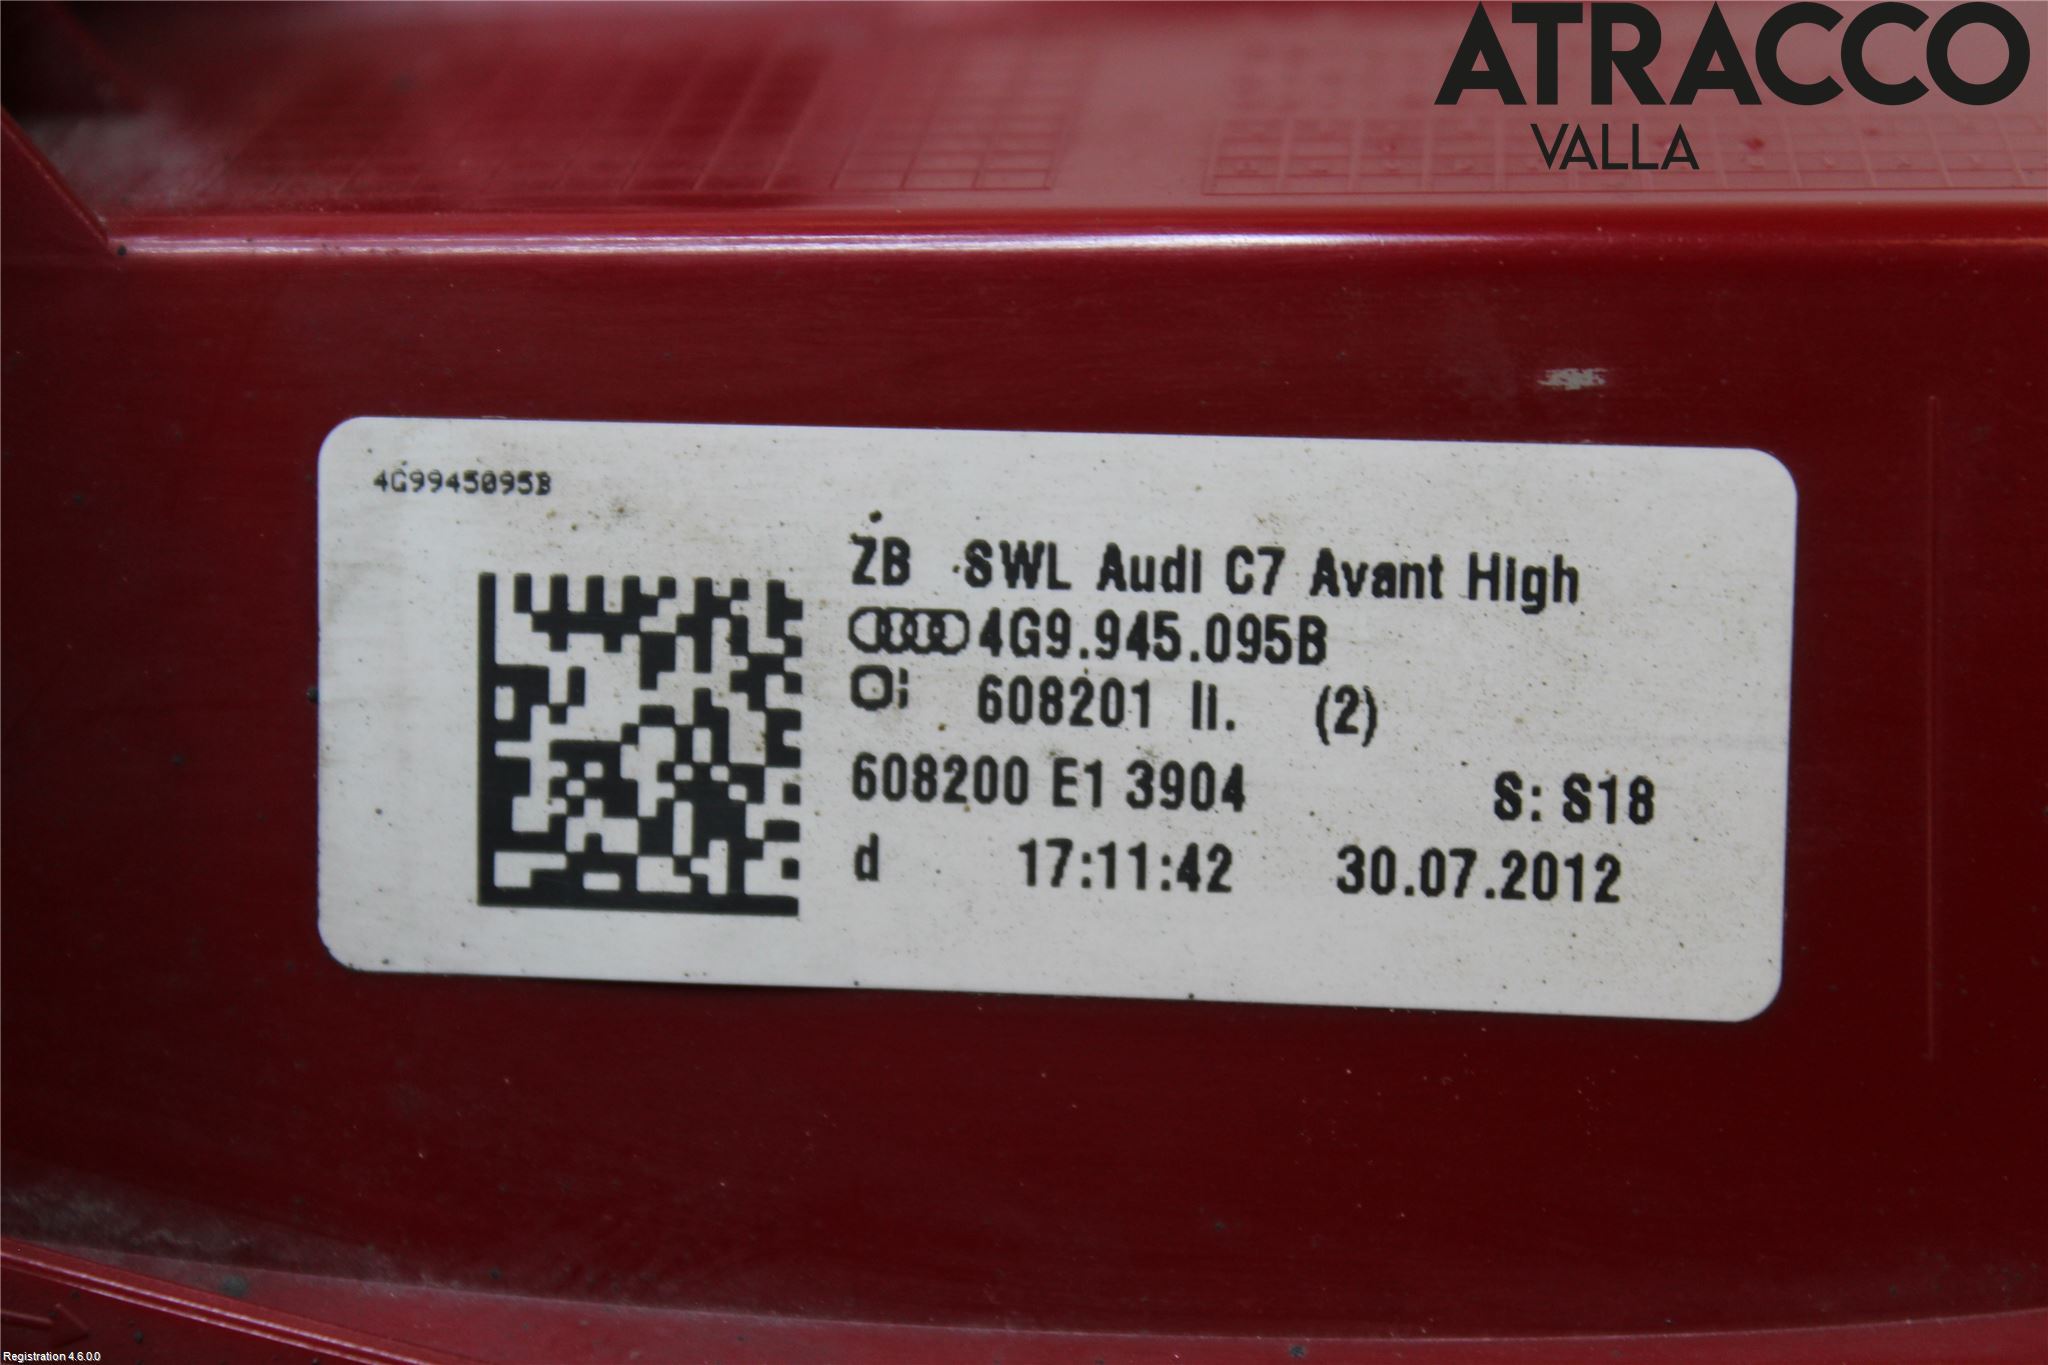 ATRACCO
VALLA
4G9945095B
ZB SWL Audi C7 Avant High
4G9.945.095B
608201 li. (2)
608200 E1 3904 S: S18
d 17:11:42 30.07.2012
Registration 4.6.0.0